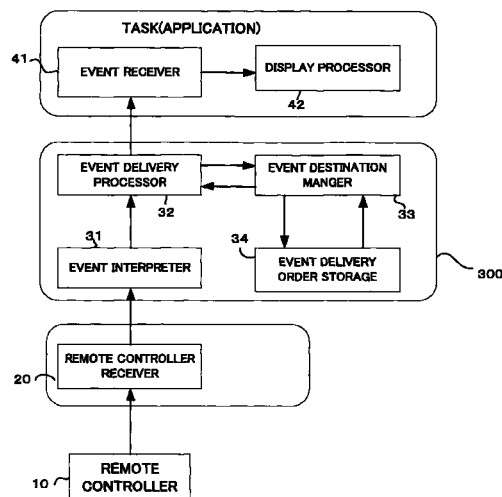 TASK(APPLICATION)
41
EVENT RECEIVER
DISPLAY PROCESSOR
42
EVENT DELIVERY
PROCESSOR
32
EVENT DESTINATION
MANGER
33
31
EVENT INTERPRETER
34
EVENT DELIVERY
ORDER STORAGE
300
REMOTE CONTROLLER
RECEIVER
20
10
REMOTE
CONTROLLER